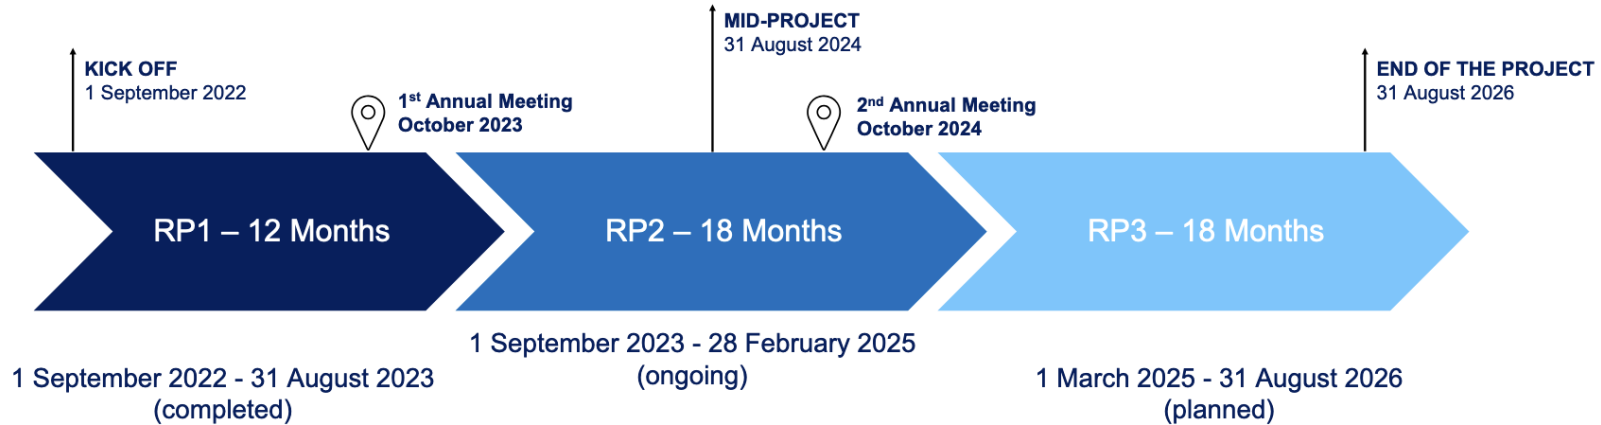 KICK OFF
1 September 2022
1st Annual Meeting
October 2023
MID-PROJECT
31 August 2024
2nd Annual Meeting
October 2024
END OF THE PROJECT
31 August 2026
RP1 – 12 Months
RP2 – 18 Months
RP3 – 18 Months
1 September 2022 - 31 August 2023
(completed)
1 September 2023 - 28 February 2025
(ongoing)
1 March 2025 - 31 August 2026
(planned)